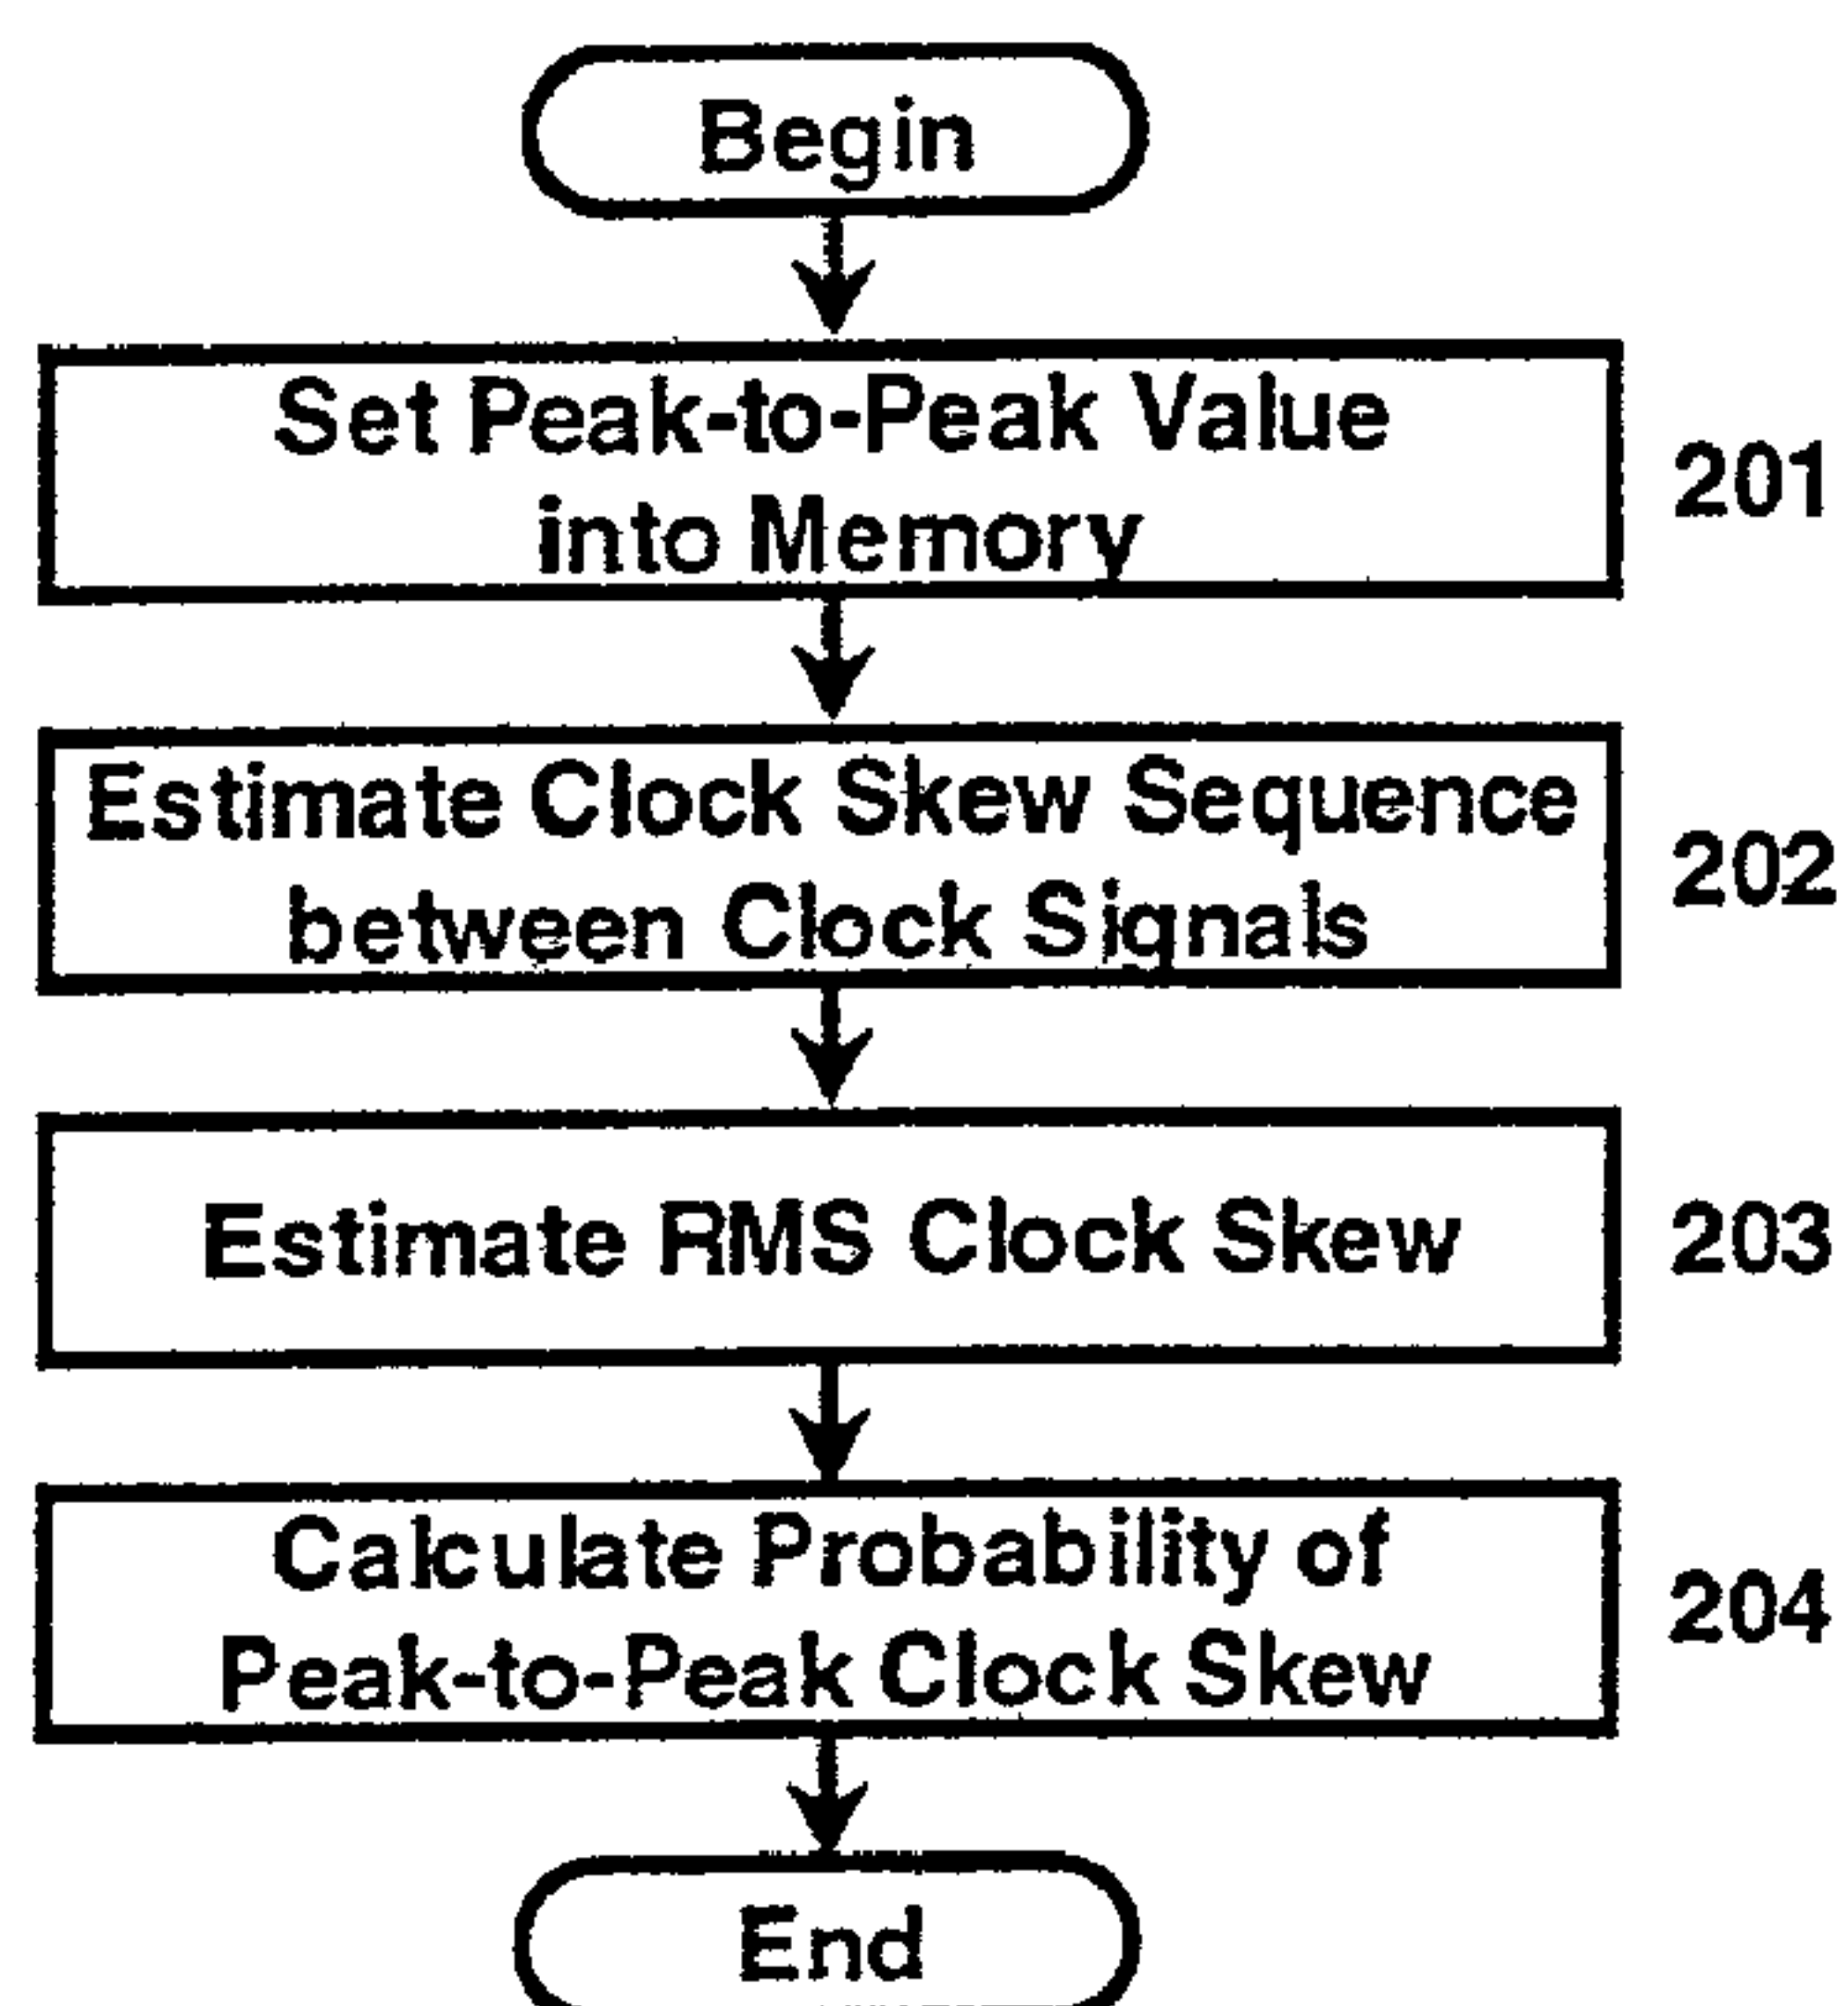 Begin
Set Peak-to-Peak Value
into Memory
201
Estimate Clock Skew Sequence
between Clock Signals
202
Estimate RMS Clock Skew
203
Calculate Probability of
Peak-to-Peak Clock Skew
204
End